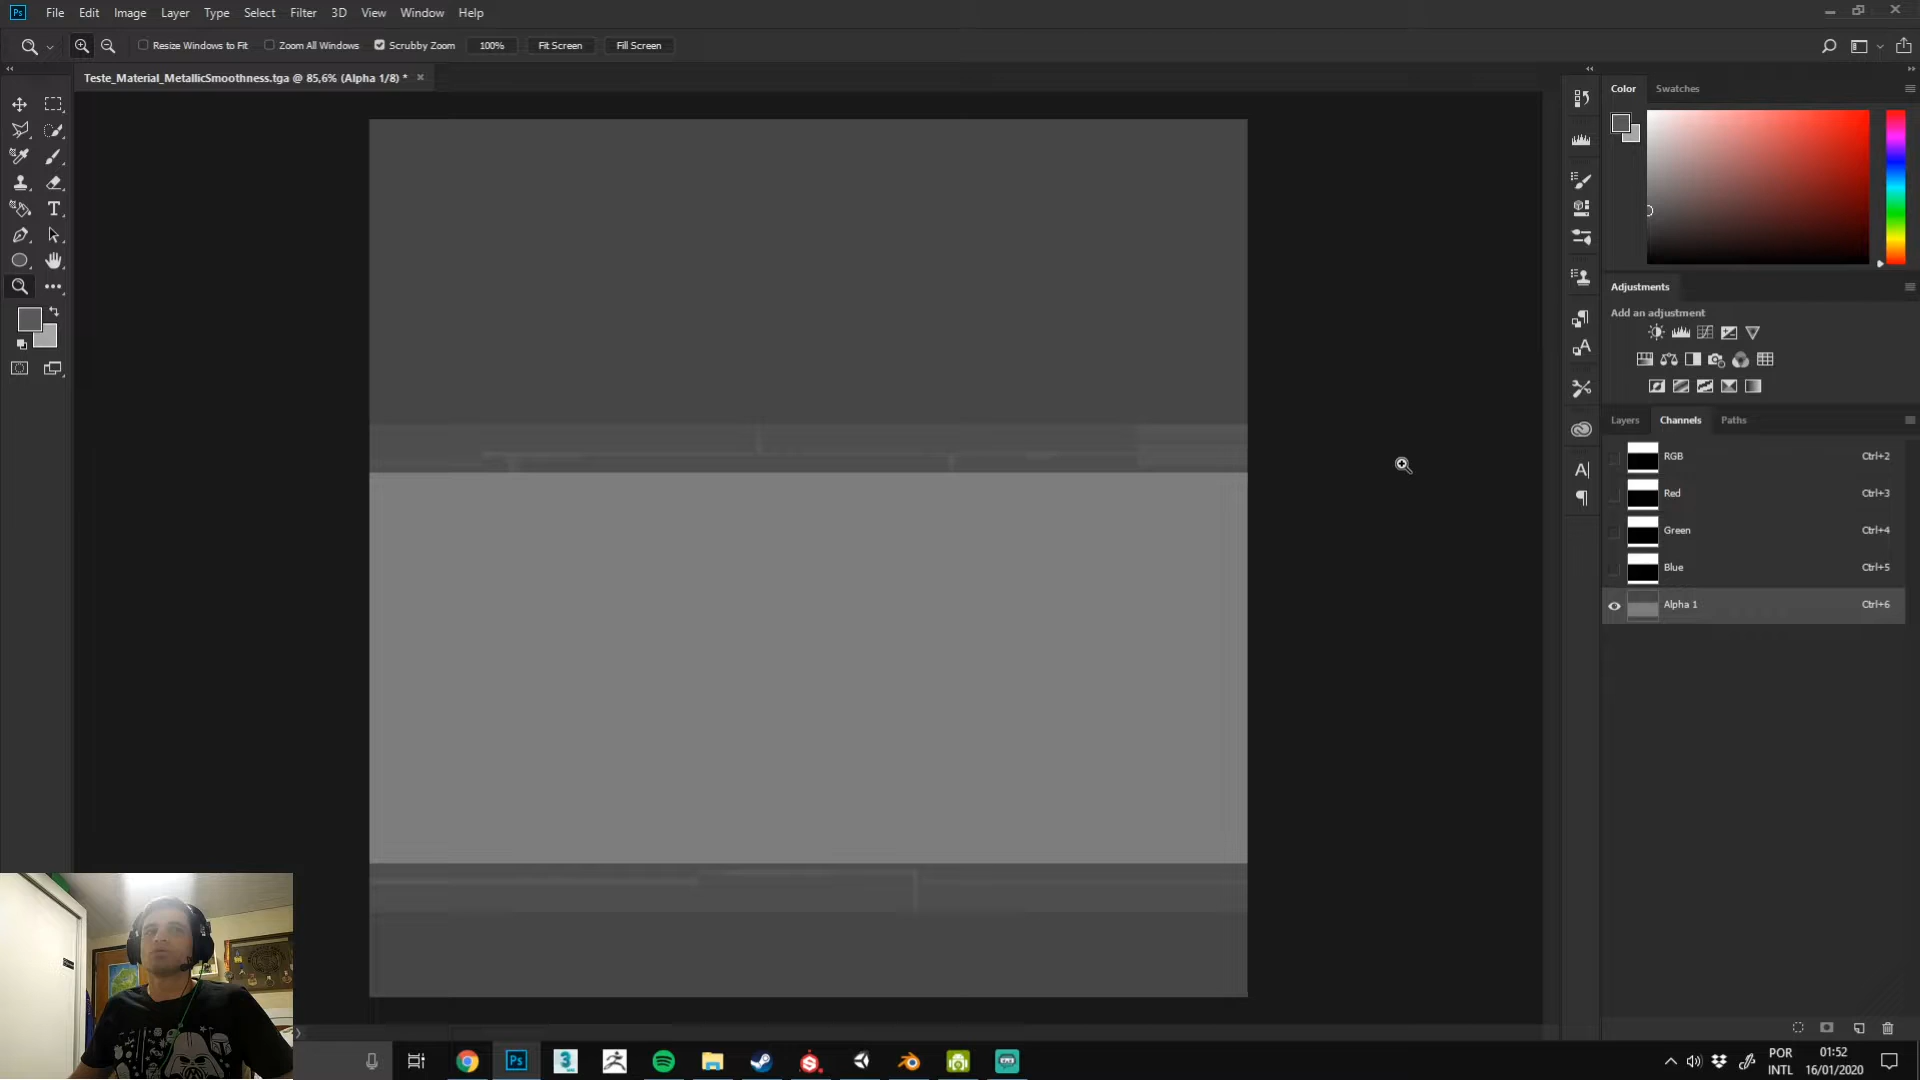 Ps File Edit Image Layer Type Select Filter 3D View Window Help
Resize Windows to Fit Zoom All Windows Scrubby Zoom 100% Fit Screen Fill Screen
Teste_Material_MetallicSmoothness.tga @ 85,6% (Alpha 1/8) * ×
Color Swatches
Adjustments
Add an adjustment
Layers Channels Paths
RGB Ctrl+2
Red Ctrl+3
Green Ctrl+4
Blue Ctrl+5
Alpha 1 Ctrl+6
Ps
POR
INTL
01:52
16/01/2020